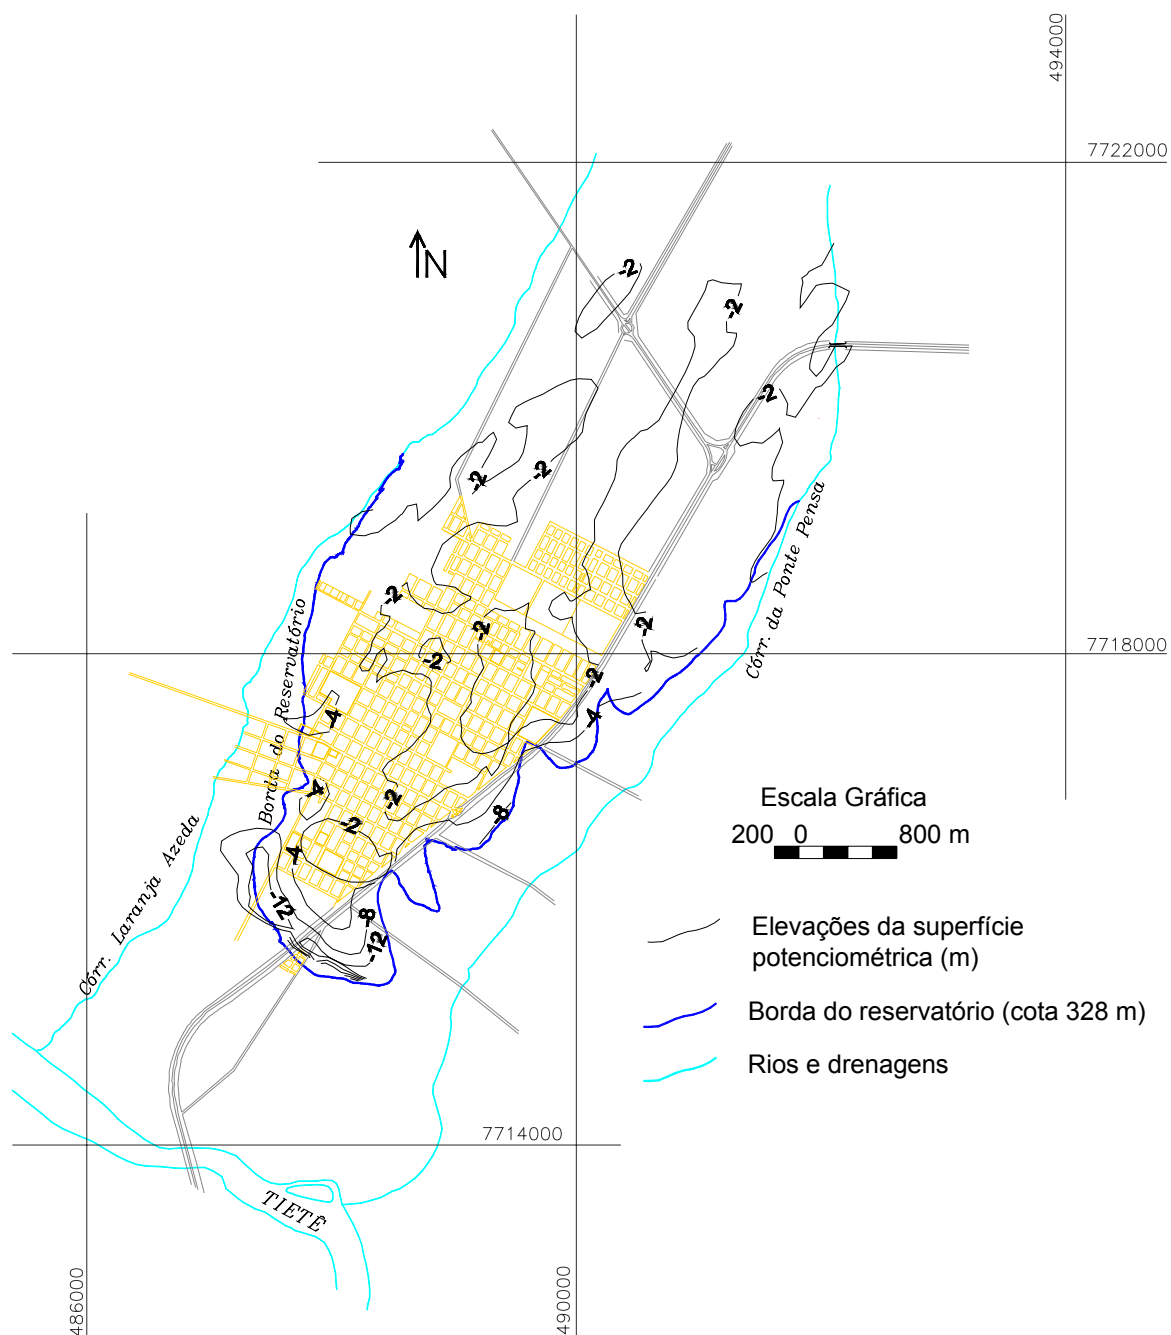 494000
7722000
N
-2
-2
-2
-2
-2
Córr. da Ponte Pensa
-2
-2
-2
Borda do Reservatório
-2
7718000
-2
-4
-4
-4
-2
-2
-8
-4
-12
-8
-12
Córr. Laranja Azeda
Escala Gráfica
200 0 800 m
Elevações da superfície
potenciométrica (m)
Borda do reservatório (cota 328 m)
Rios e drenagens
7714000
TIETÊ
486000
490000